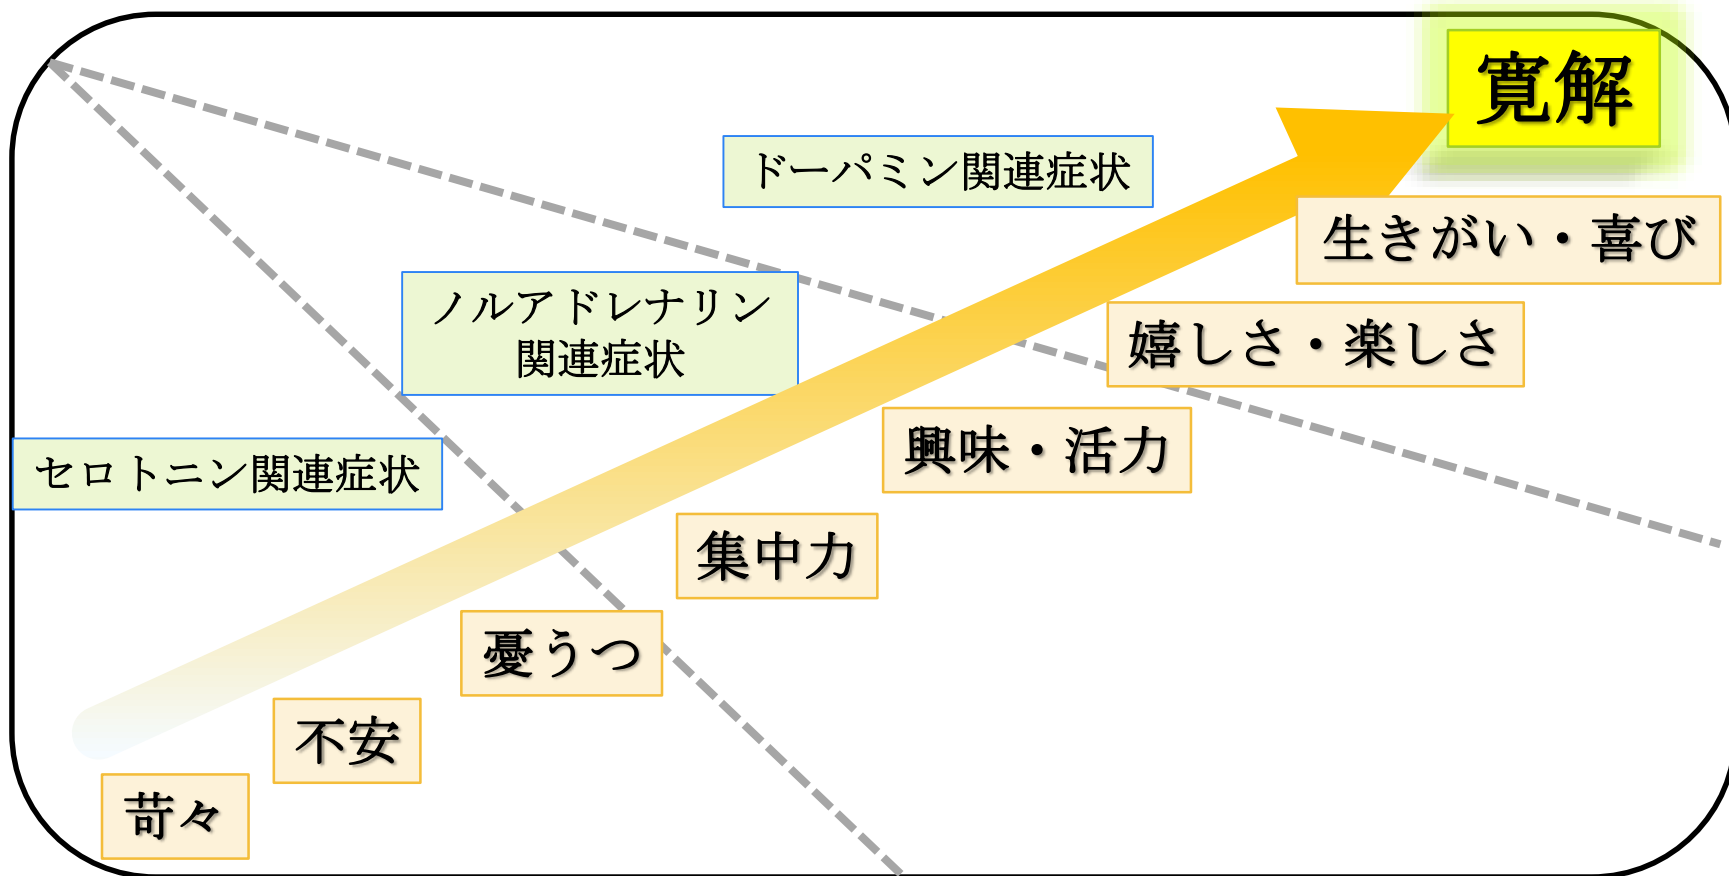 寛解
ドーパミン関連症状
生きがい・喜び
ノルアドレナリン
関連症状
嬉しさ・楽しさ
興味・活力
セロトニン関連症状
集中力
憂うつ
不安
苛々